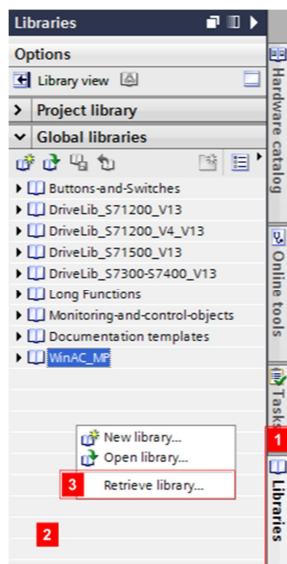 Libraries
Options
Library view
Project library
Global libraries
Buttons-and-Switches
DriveLib_S71200_V13
DriveLib_S71200_V4_V13
DriveLib_S71500_V13
DriveLib_S7300-S7400_V13
Long Functions
Monitoring-and-control-objects
Documentation templates
WinAC_MP
New library...
Open library...
3 Retrieve library...
2
Hardware catalog
Online tools
Tasks
1
Libraries